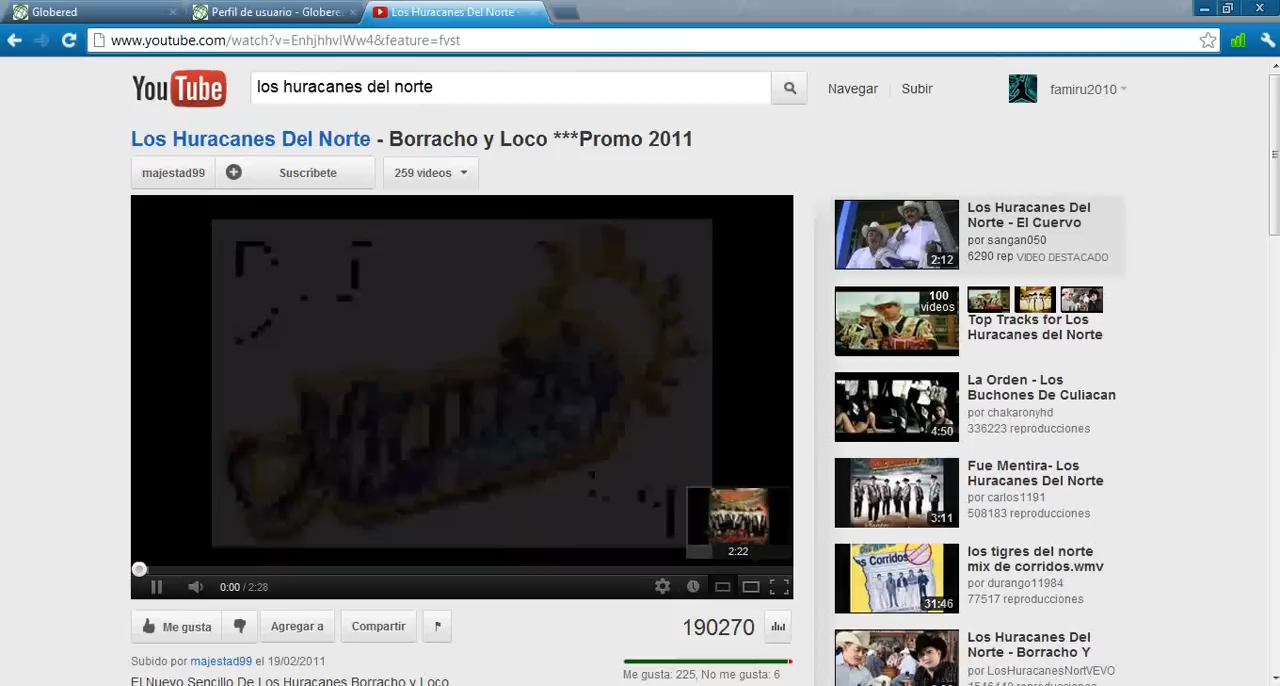 Globered
Perfil de usuario - Globere
Los Huracanes Del Norte -
www.youtube.com/watch?v=EnhjhhvIWw4&feature=fvst
YouTube
los huracanes del norte
Navegar
Subir
famiru2010
Los Huracanes Del Norte - Borracho y Loco ***Promo 2011
majestad99
Suscribete
259 videos
2:22
0:00 / 2:28
Me gusta
Agregar a
Compartir
190270
Subido por majestad99 el 19/02/2011
Me gusta: 225, No me gusta: 6
El Nuevo Sencillo De Los Huracanes Borracho y Loco
2:12
Los Huracanes Del
Norte - El Cuervo
por sangan050
6290 rep VIDEO DESTACADO
100
videos
Top Tracks for Los
Huracanes del Norte
4:50
La Orden - Los
Buchones De Culiacan
por chakaronyhd
336223 reproducciones
3:11
Fue Mentira- Los
Huracanes Del Norte
por carlos1191
508183 reproducciones
Corridos
31:46
los tigres del norte
mix de corridos.wmv
por durango11984
77517 reproducciones
Los Huracanes Del
Norte - Borracho Y
por LosHuracanesNortVEVO